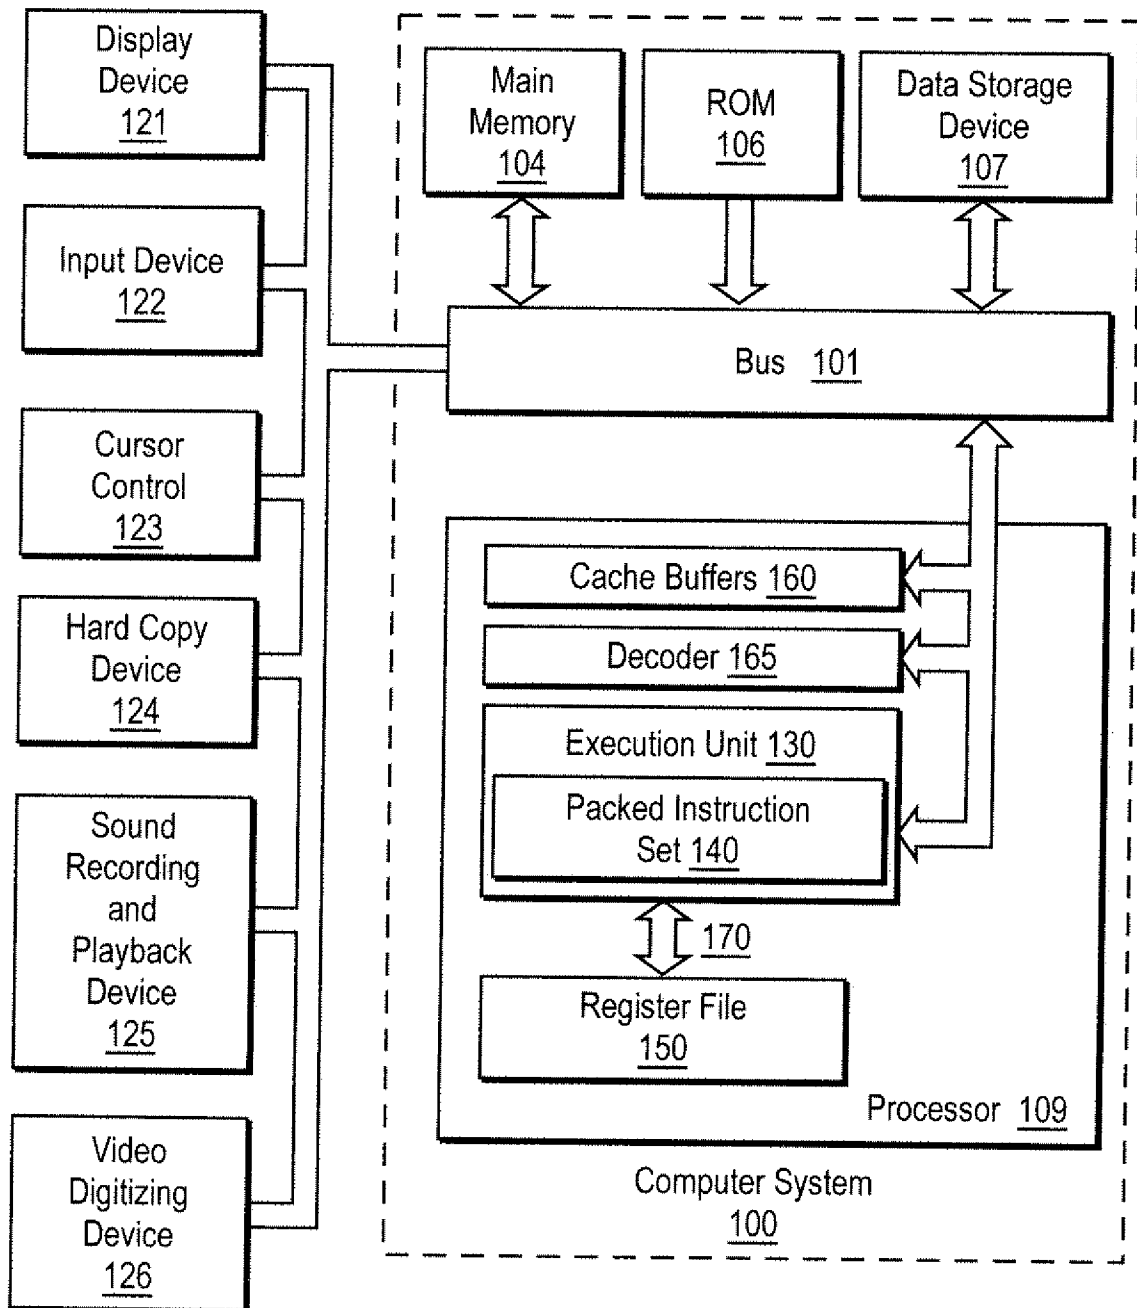 Display
Device
121
Input Device
122
Cursor
Control
123
Hard Copy
Device
124
Sound
Recording
and
Playback
Device
125
Video
Digitizing
Device
126
Main
Memory
104
ROM
106
Data Storage
Device
107
Bus 101
Cache Buffers 160
Decoder 165
Execution Unit 130
Packed Instruction
Set 140
170
Register File
150
Processor 109
Computer System
100